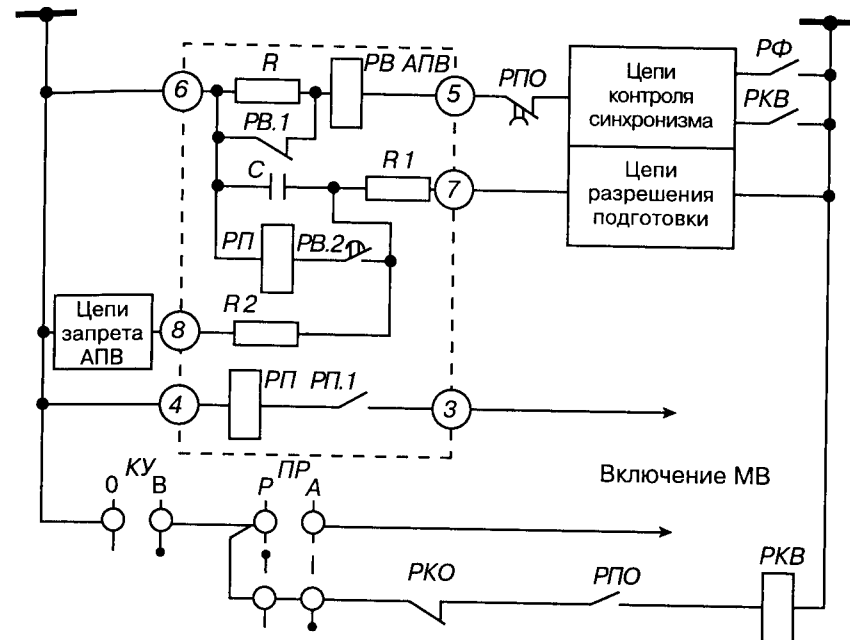 R
РВ АПВ
РПО
РФ
6
5
Цепи
контроля
синхронизма
РКВ
РВ.1
C
R1
7
Цепи
разрешения
подготовки
РП
РВ.2
R2
Цепи
запрета
АПВ
8
4
РП
РП.1
3
Включение МВ
КУ
О
В
ПР
Р
А
РКО
РПО
РКВ